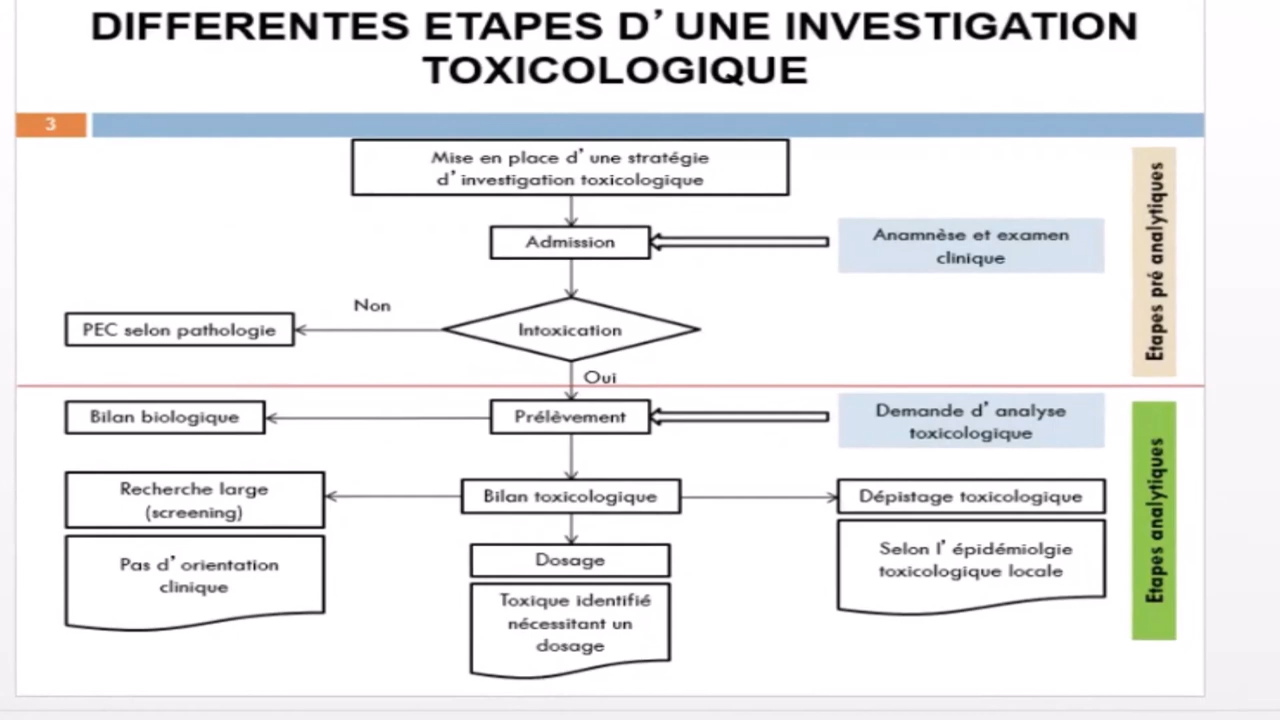 DIFFERENTES ETAPES D’UNE INVESTIGATION
TOXICOLOGIQUE
3
Mise en place d’une stratégie
d’investigation toxicologique
Etapes pré analytiques
Admission
Anamnèse et examen
clinique
Non
PEC selon pathologie
Intoxication
Oui
Bilan biologique
Prélèvement
Demande d’analyse
toxicologique
Etapes analytiques
Recherche large
(screening)
Bilan toxicologique
Dépistage toxicologique
Pas d’orientation
clinique
Dosage
Selon l’épidémiolgie
toxicologique locale
Toxique identifié
nécessitant un
dosage